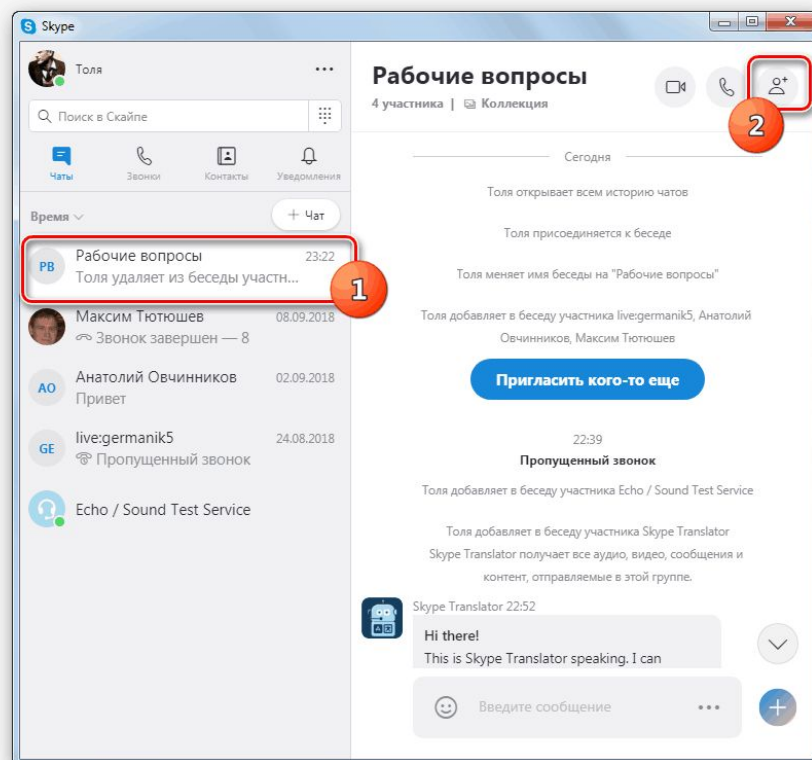 Skype
Толя
Поиск в Скайпе
Чаты
Звонки
Контакты
Уведомления
Время
+ Чат
РВ
Рабочие вопросы
23:22
Толя удаляет из беседы участн...
1
Максим Тютюшев
08.09.2018
Звонок завершен — 8
АО
Анатолий Овчинников
02.09.2018
Привет
GE
live:germanik5
24.08.2018
Пропущенный звонок
Echo / Sound Test Service
Рабочие вопросы
4 участника | Коллекция
2
Сегодня
Толя открывает всем историю чатов
Толя присоединяется к беседе
Толя меняет имя беседы на "Рабочие вопросы"
Толя добавляет в беседу участника live:germanik5, Анатолий
Овчинников, Максим Тютюшев
Пригласить кого-то еще
22:39
Пропущенный звонок
Толя добавляет в беседу участника Echo / Sound Test Service
Толя добавляет в беседу участника Skype Translator
Skype Translator получает все аудио, видео, сообщения и
контент, отправляемые в этой группе.
Skype Translator 22:52
Hi there!
This is Skype Translator speaking. I can
Введите сообщение